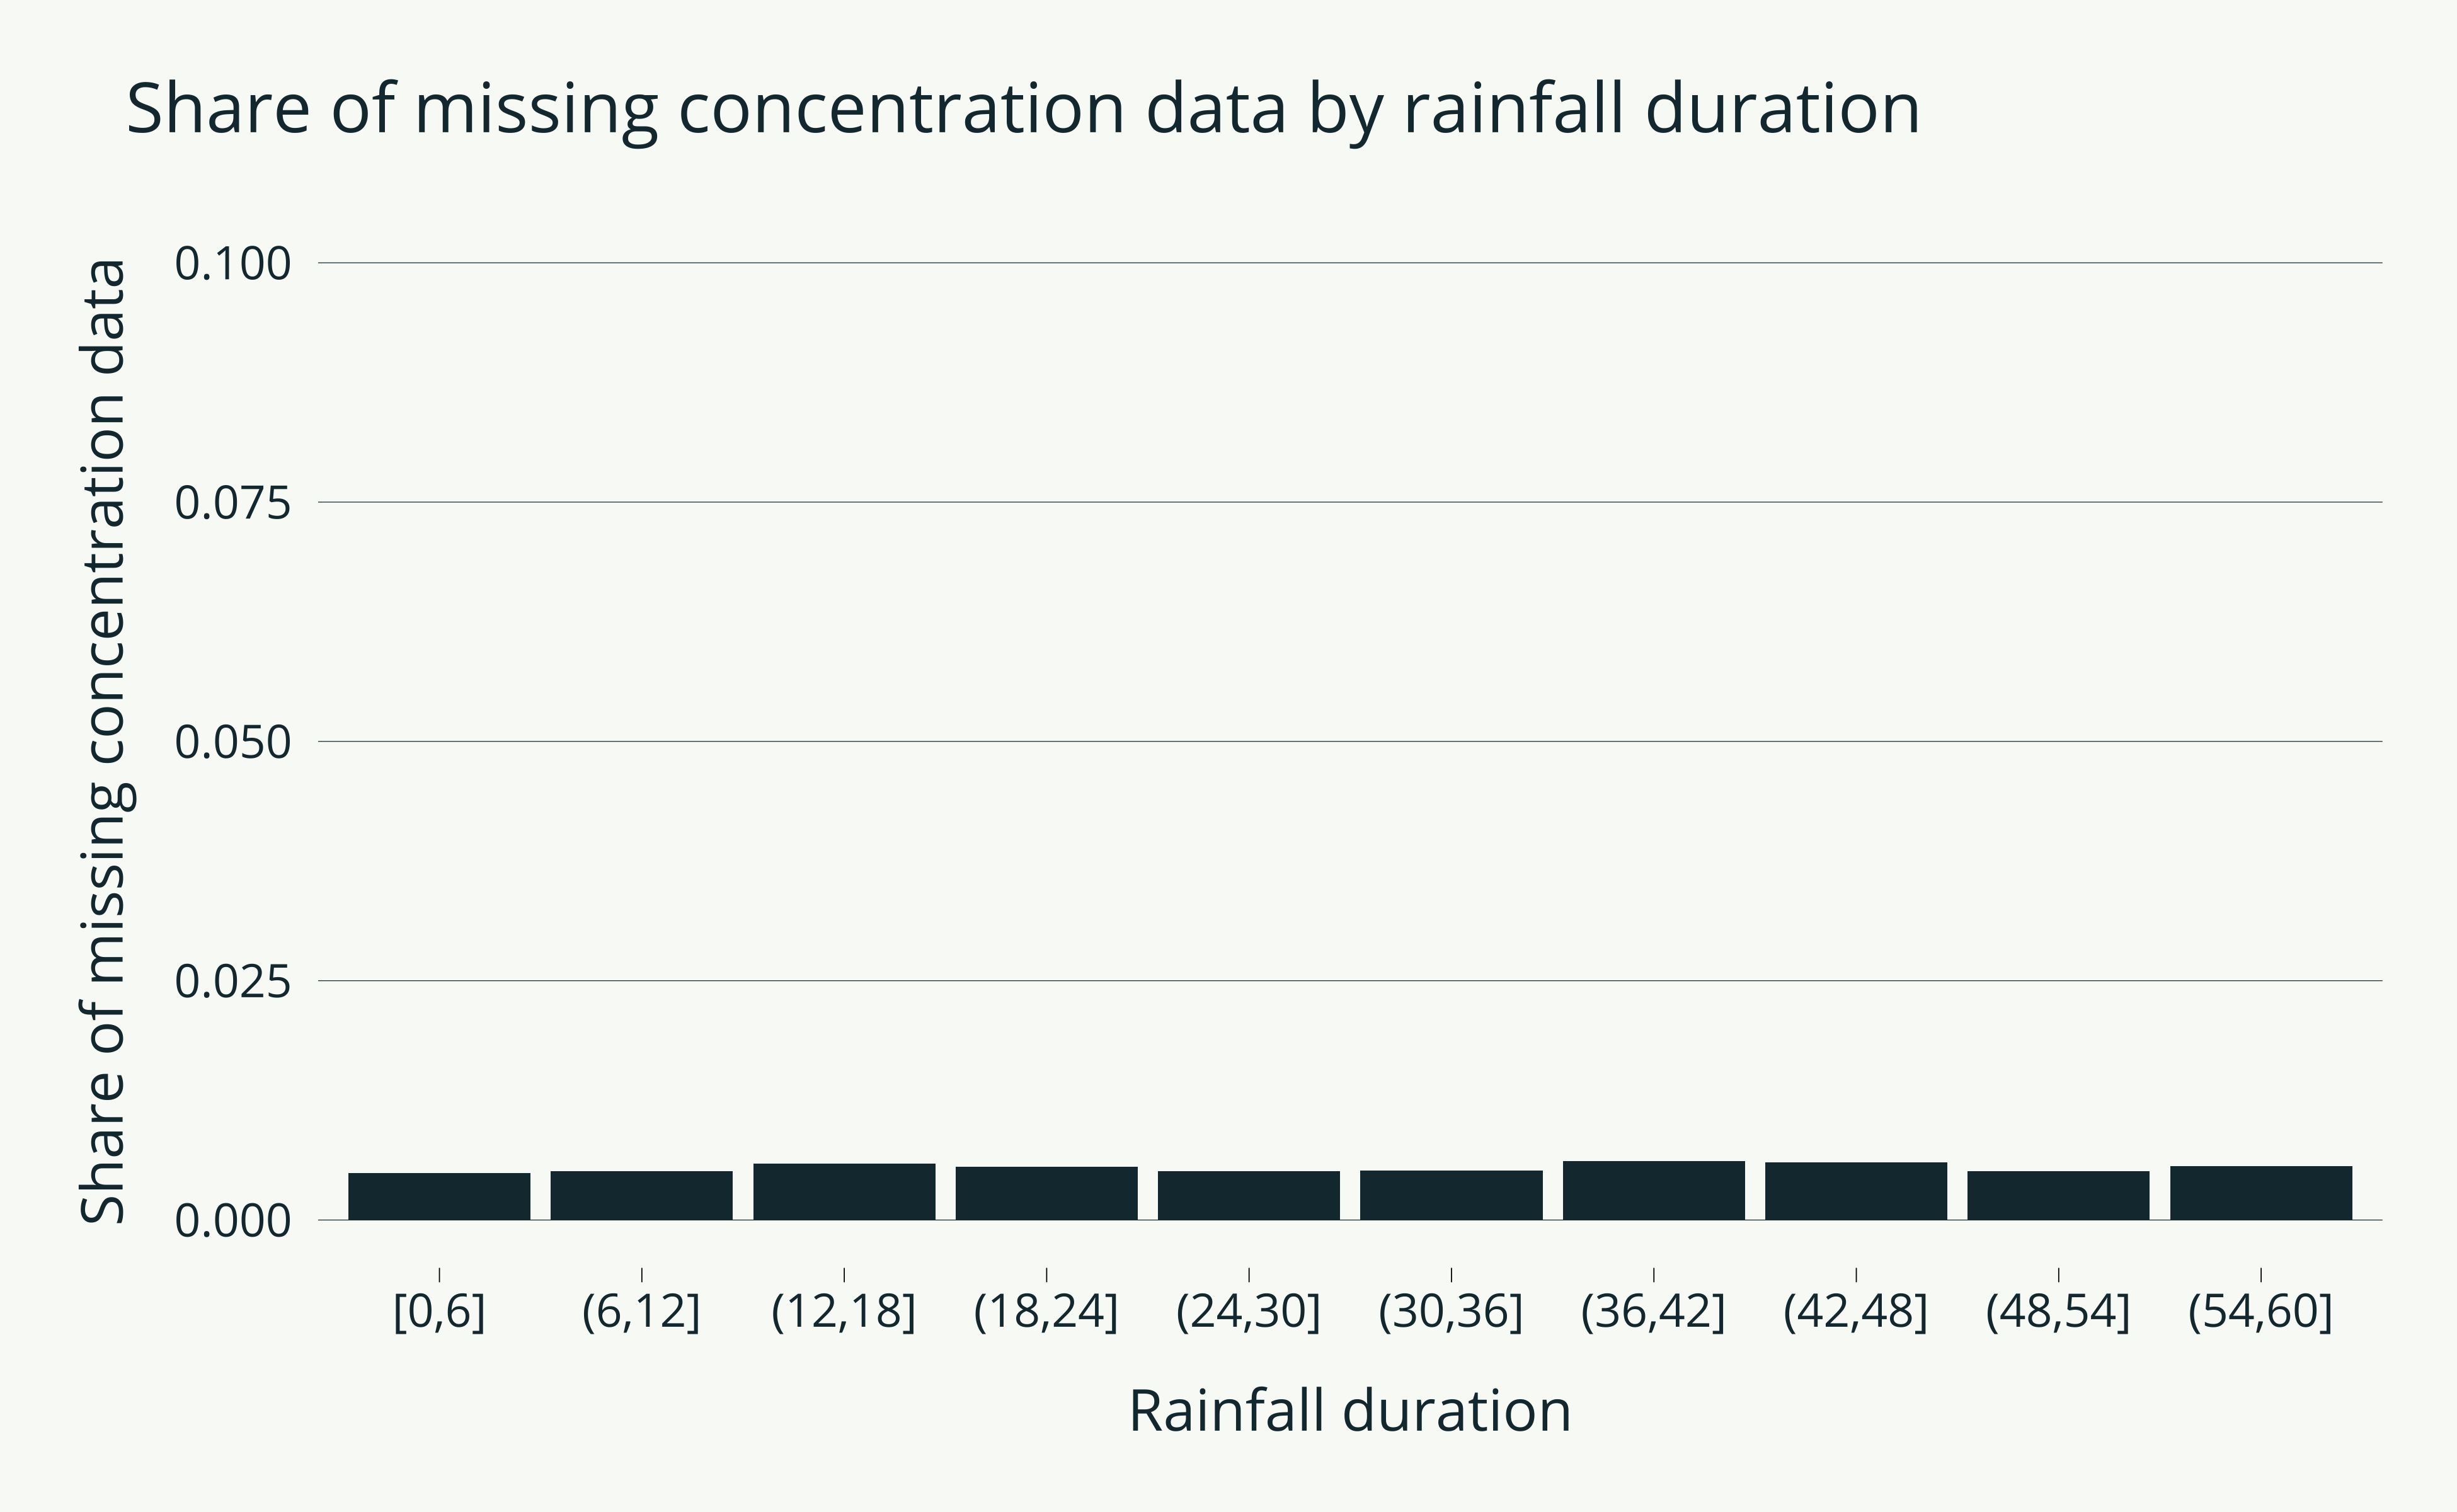 Share of missing concentration data by rainfall duration
Share of missing concentration data
0.100
0.075
0.050
0.025
0.000
[0,6] (6,12] (12,18] (18,24] (24,30] (30,36] (36,42] (42,48] (48,54] (54,60]
Rainfall duration